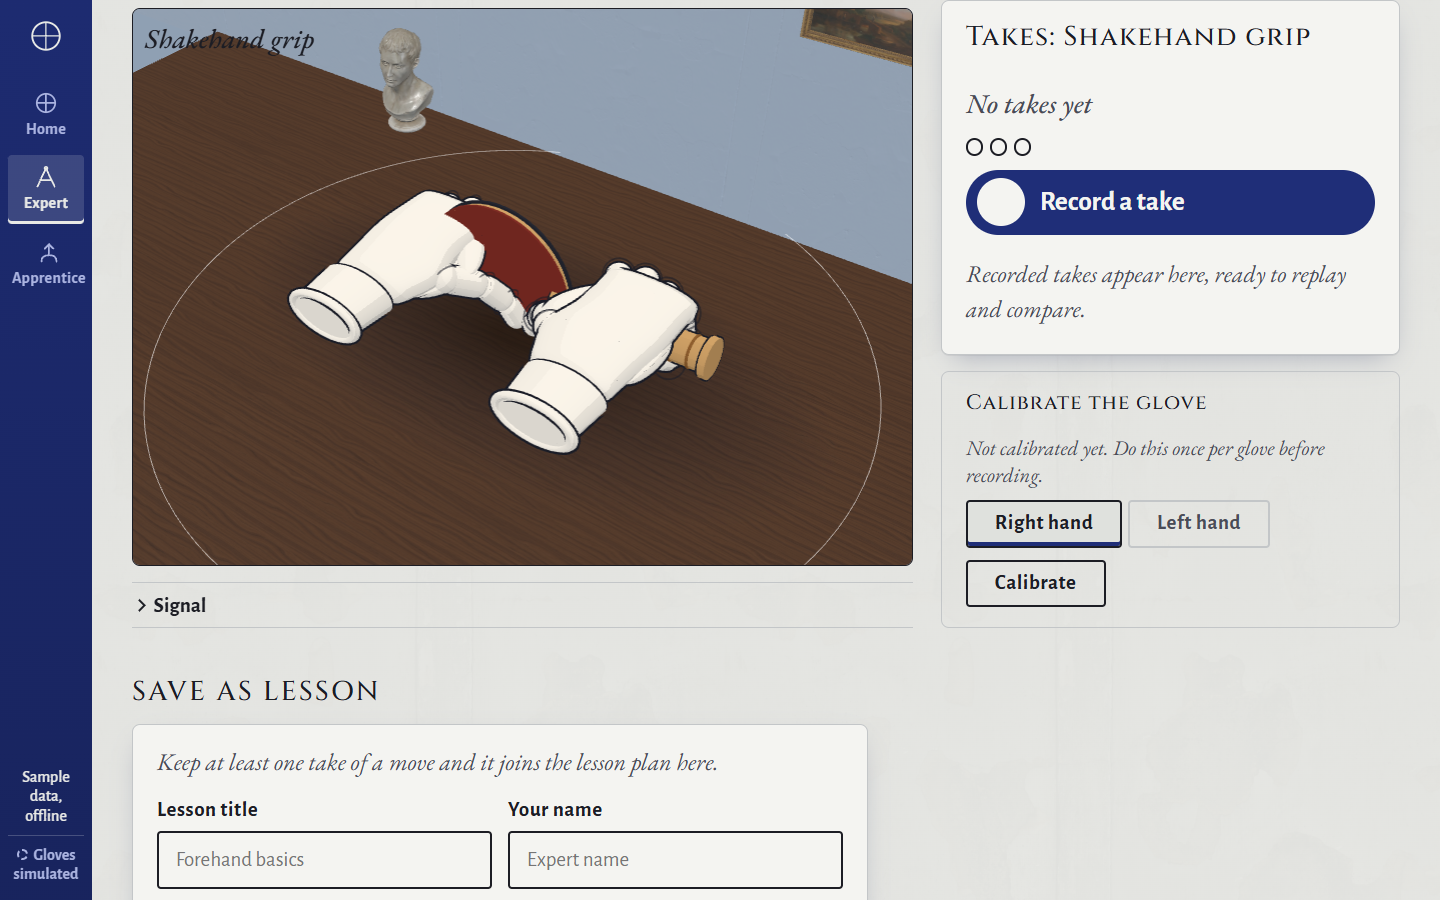 Home
Expert
Apprentice
Sample
data,
offline
Gloves
simulated
Shakehand grip
Signal
SAVE AS LESSON
Keep at least one take of a move and it joins the lesson plan here.
Lesson title
Your name
Forehand basics
Expert name
Takes: Shakehand grip
No takes yet
Record a take
Recorded takes appear here, ready to replay
and compare.
Calibrate the glove
Not calibrated yet. Do this once per glove before
recording.
Right hand
Left hand
Calibrate